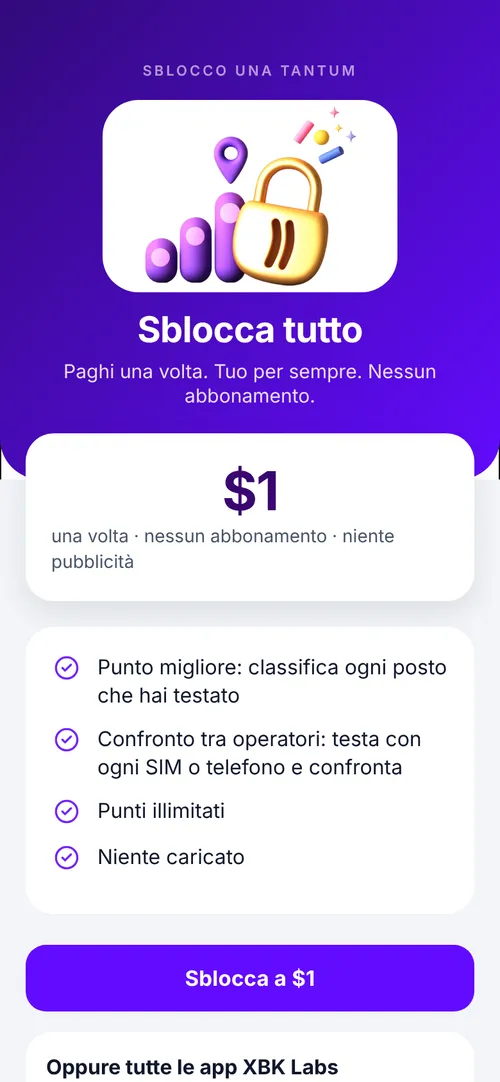 SBLOCCO UNA TANTUM
Sblocca tutto
Paghi una volta. Tuo per sempre. Nessun
abbonamento.
$1
una volta · nessun abbonamento · niente
pubblicità
Punto migliore: classifica ogni posto
che hai testato
Confronto tra operatori: testa con
ogni SIM o telefono e confronta
Punti illimitati
Niente caricato
Sblocca a $1
Oppure tutte le app XBK Labs